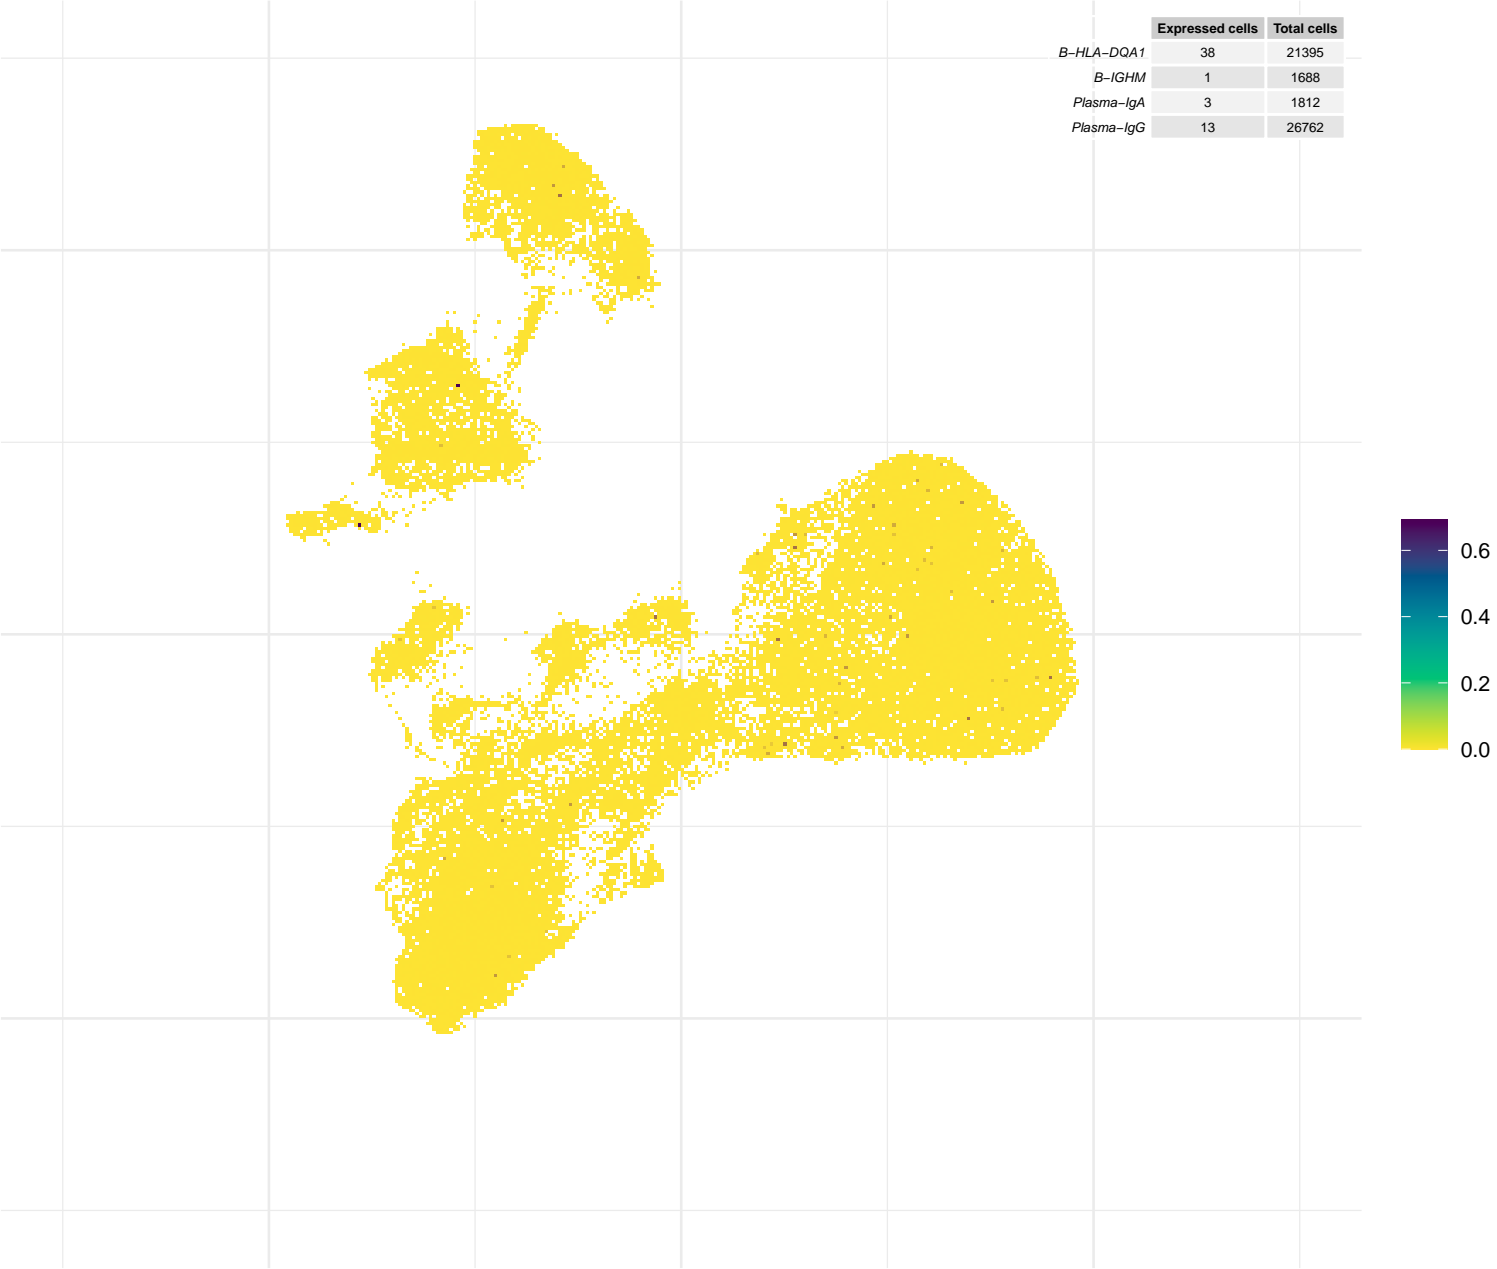 Expressed cells Total cells
B−HLA−DQA1 38 21395
B−IGHM 1 1688
Plasma−IgA 3 1812
Plasma−IgG 13 26762
0.6
0.4
0.2
0.0